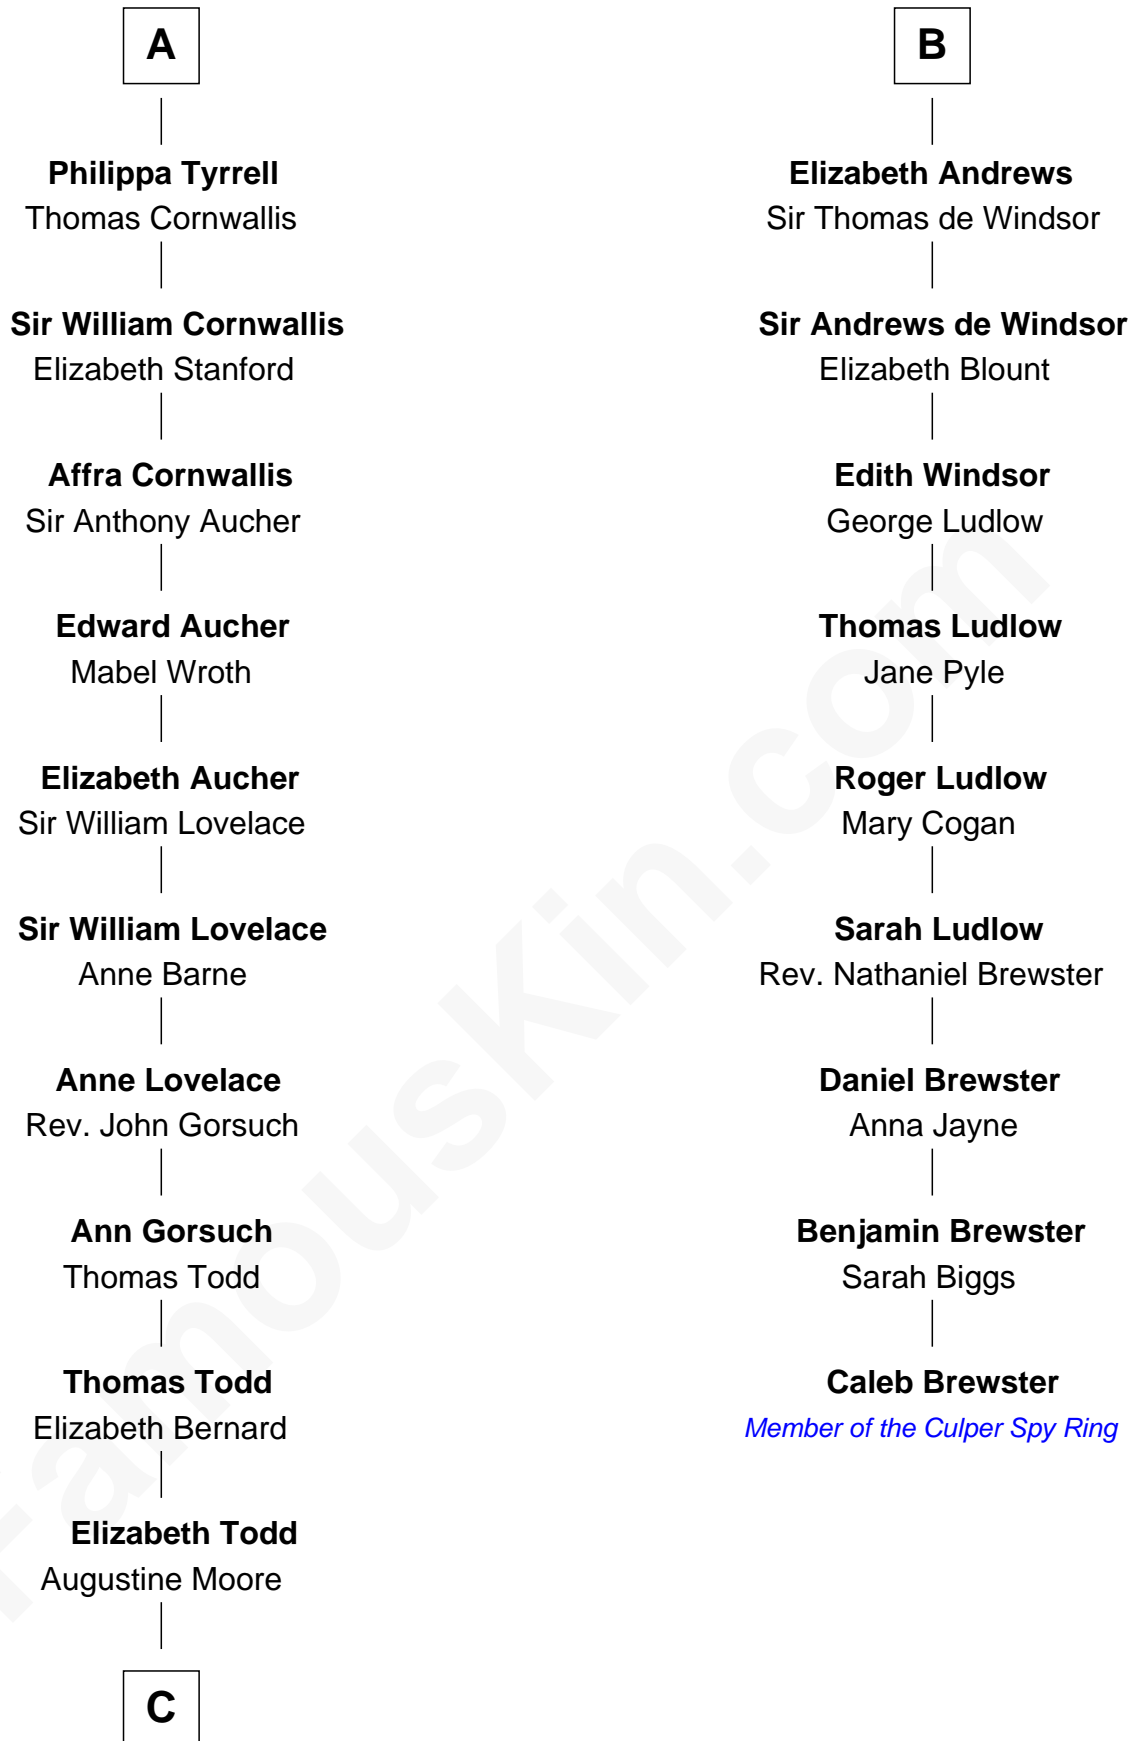 A
Philippa Tyrrell
Thomas Cornwallis
Sir William Cornwallis
Elizabeth Stanford
Affra Cornwallis
Sir Anthony Aucher
Edward Aucher
Mabel Wroth
Elizabeth Aucher
Sir William Lovelace
Sir William Lovelace
Anne Barne
Anne Lovelace
Rev. John Gorsuch
Ann Gorsuch
Thomas Todd
Thomas Todd
Elizabeth Bernard
Elizabeth Todd
Augustine Moore
C
B
Elizabeth Andrews
Sir Thomas de Windsor
Sir Andrews de Windsor
Elizabeth Blount
Edith Windsor
George Ludlow
Thomas Ludlow
Jane Pyle
Roger Ludlow
Mary Cogan
Sarah Ludlow
Rev. Nathaniel Brewster
Daniel Brewster
Anna Jayne
Benjamin Brewster
Sarah Biggs
Caleb Brewster
Member of the Culper Spy Ring
FamousKin.com